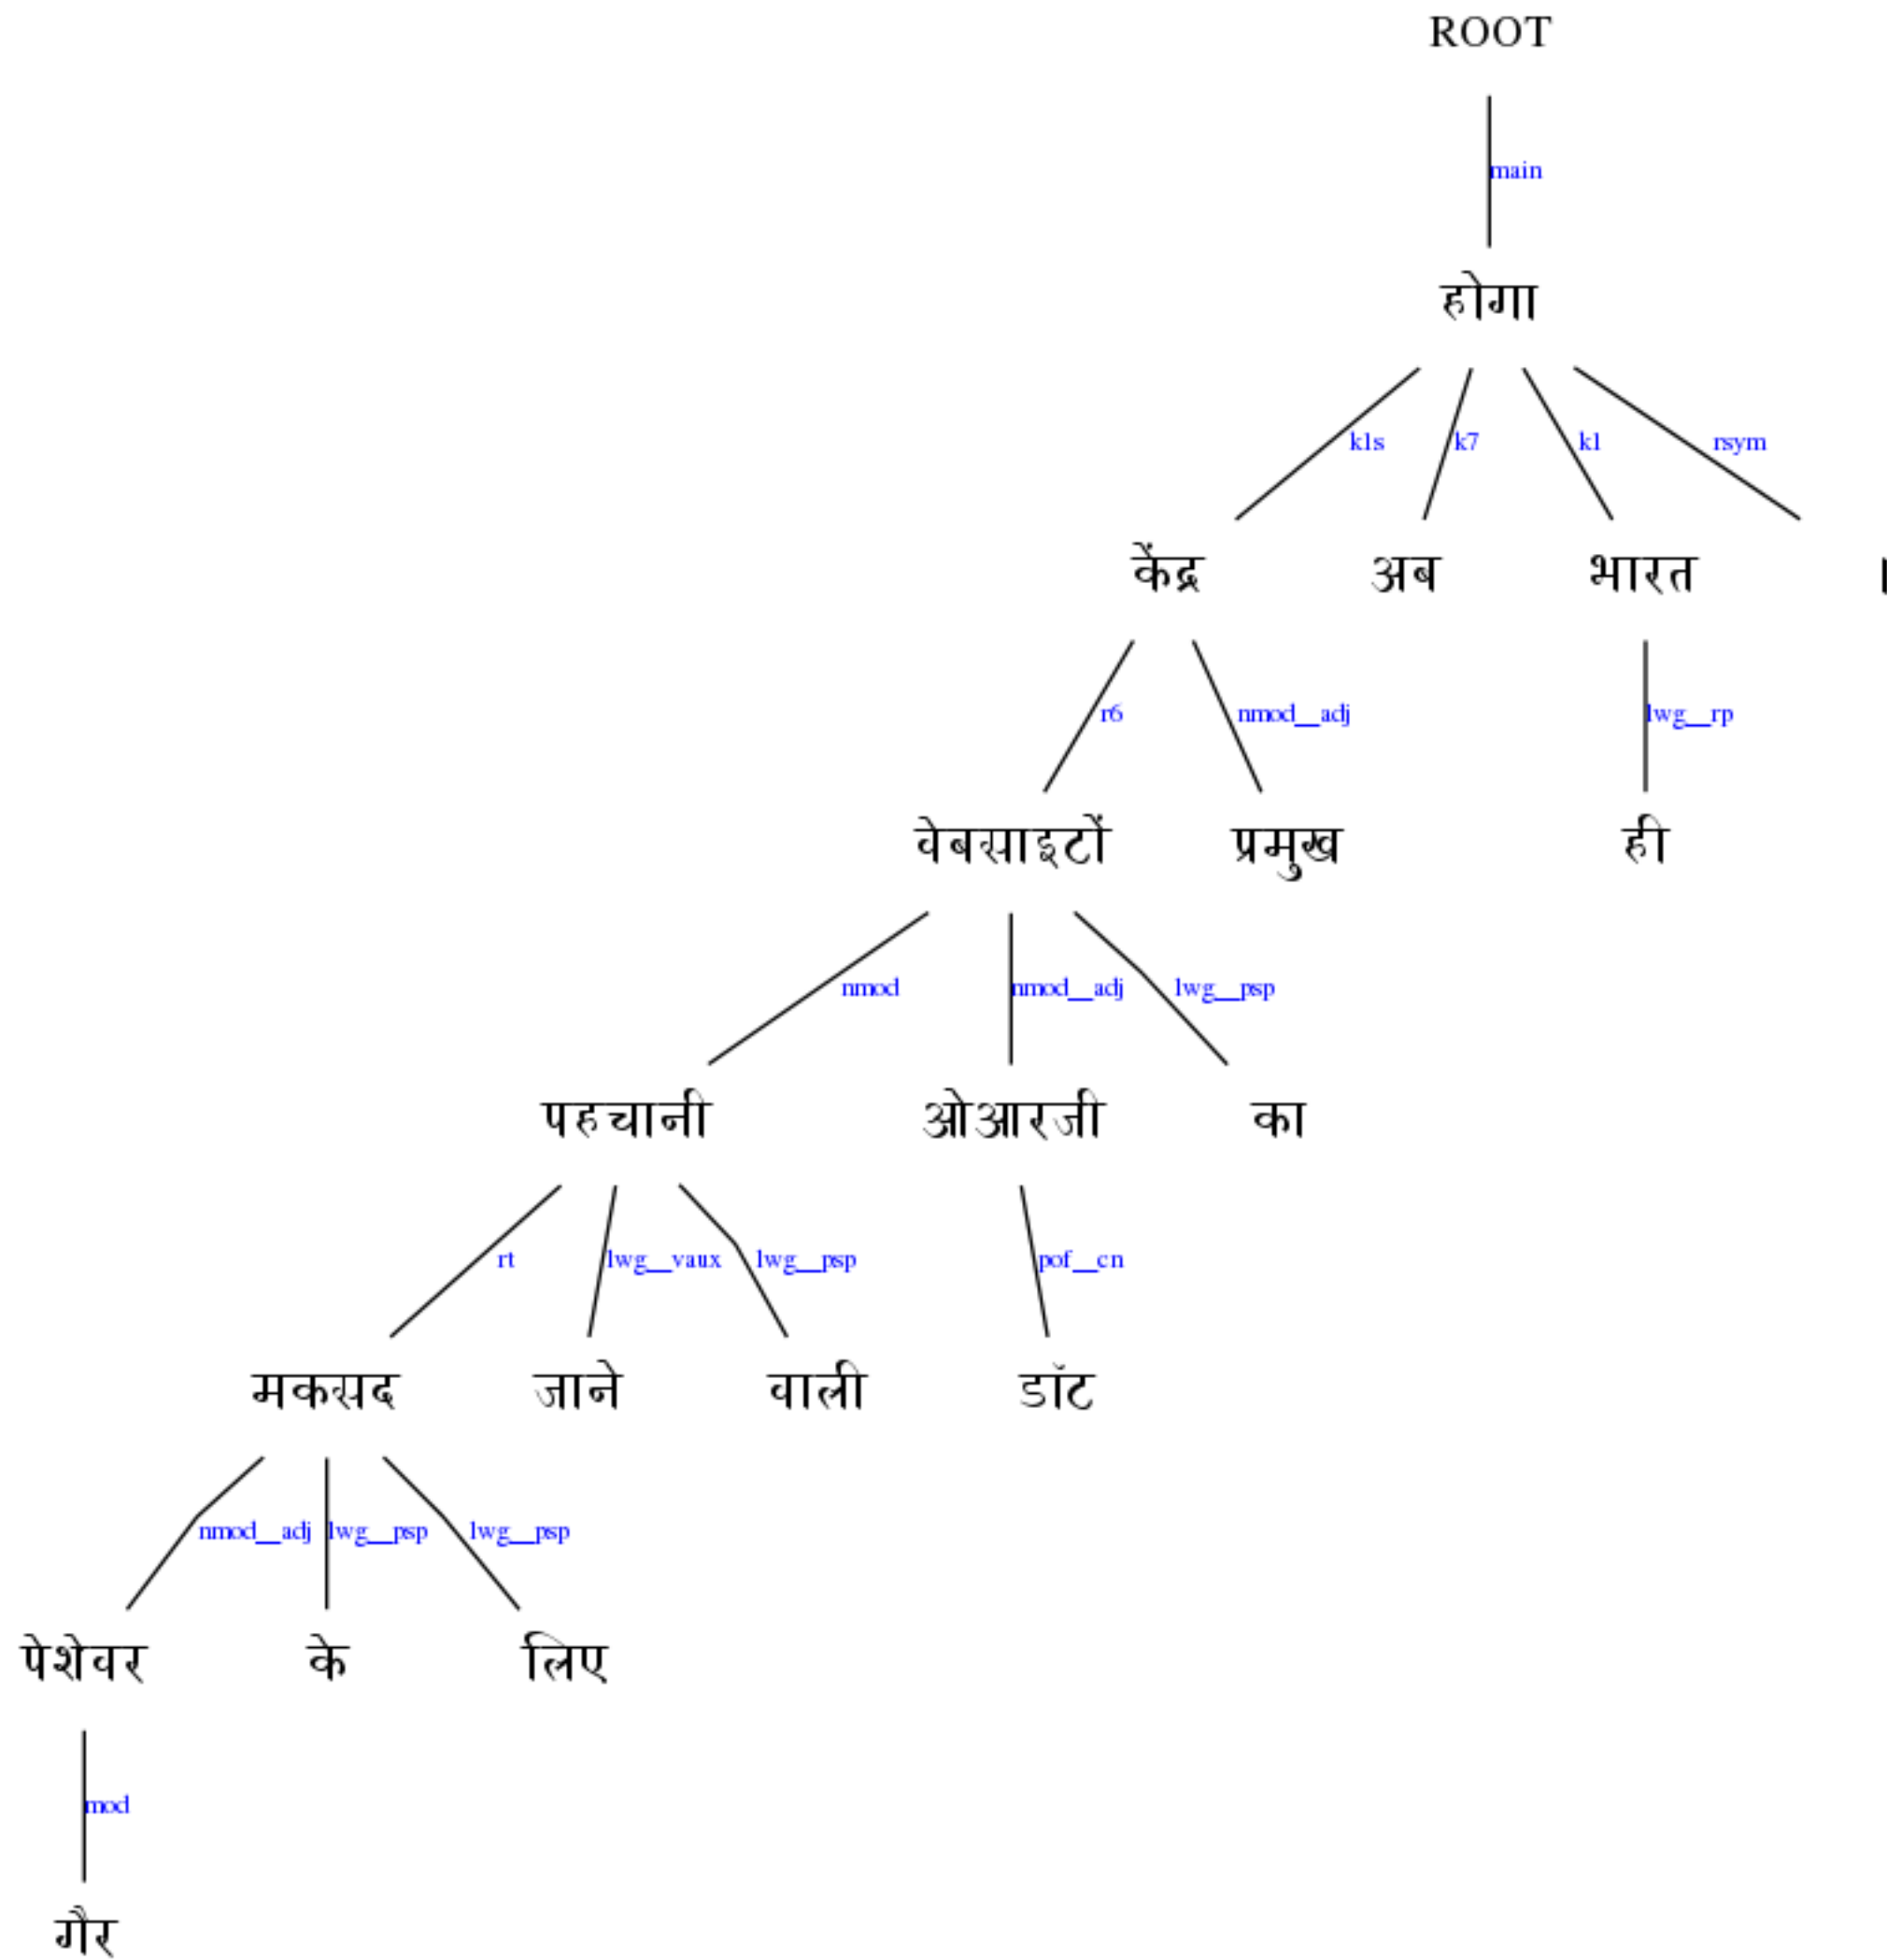 ROOT
main
होगा
k1s k7 k1 rsym
केंद्र अब भारत ।
r6 nmod__adj lwg__rp
वेबसाइटों प्रमुख ही
nmod nmod__adj lwg__psp
पहचानी ओआरजी का
rt lwg__vaux lwg__psp pof__cn
मकसद जाने वाली डॉट
nmod__adj lwg__psp lwg__psp
पेशेवर के लिए
mod
गैर